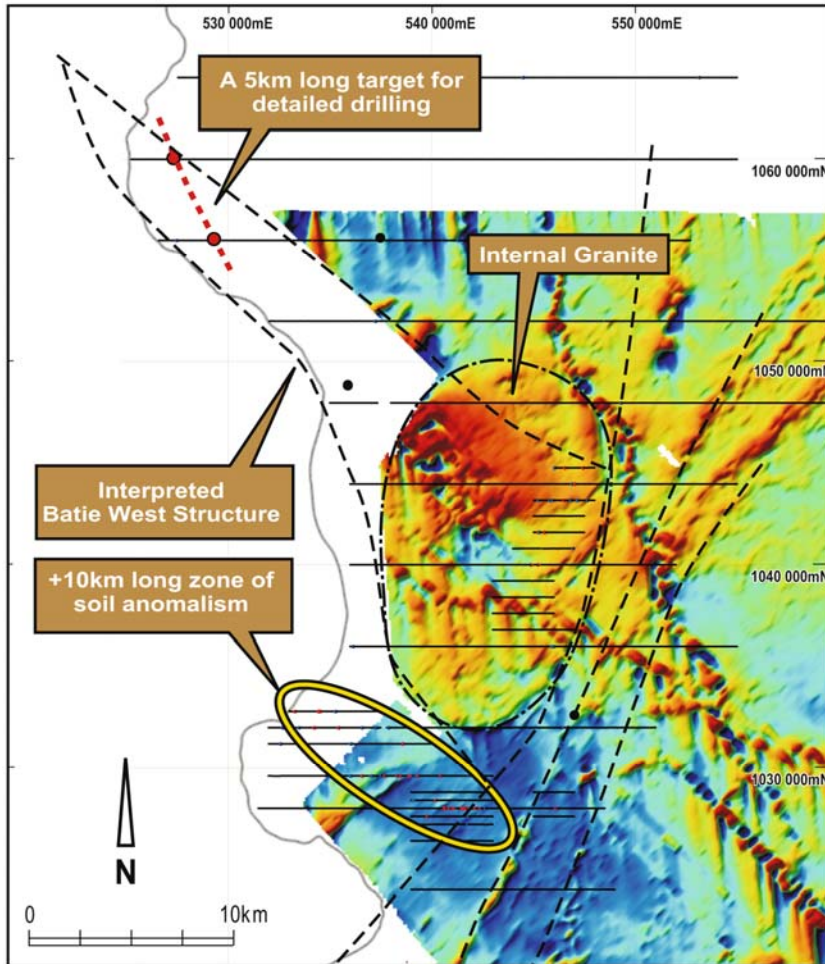 530 000mE
540 000mE
550 000mE
A 5km long target for
detailed drilling
1060 000mN
Internal Granite
1050 000mN
Interpreted
Batie West Structure
+10km long zone of
soil anomalism
1040 000mN
1030 000mN
N
0
10km